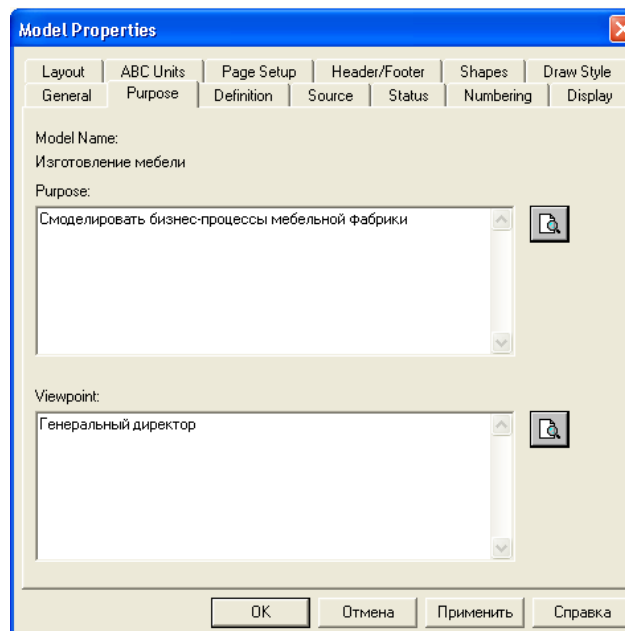 Model Properties
Layout ABC Units Page Setup Header/Footer Shapes Draw Style
General Purpose Definition Source Status Numbering Display
Model Name:
Изготовление мебели
Purpose:
Смоделировать бизнес-процессы мебельной фабрики
Viewpoint:
Генеральный директор
OK Отмена Применить Справка